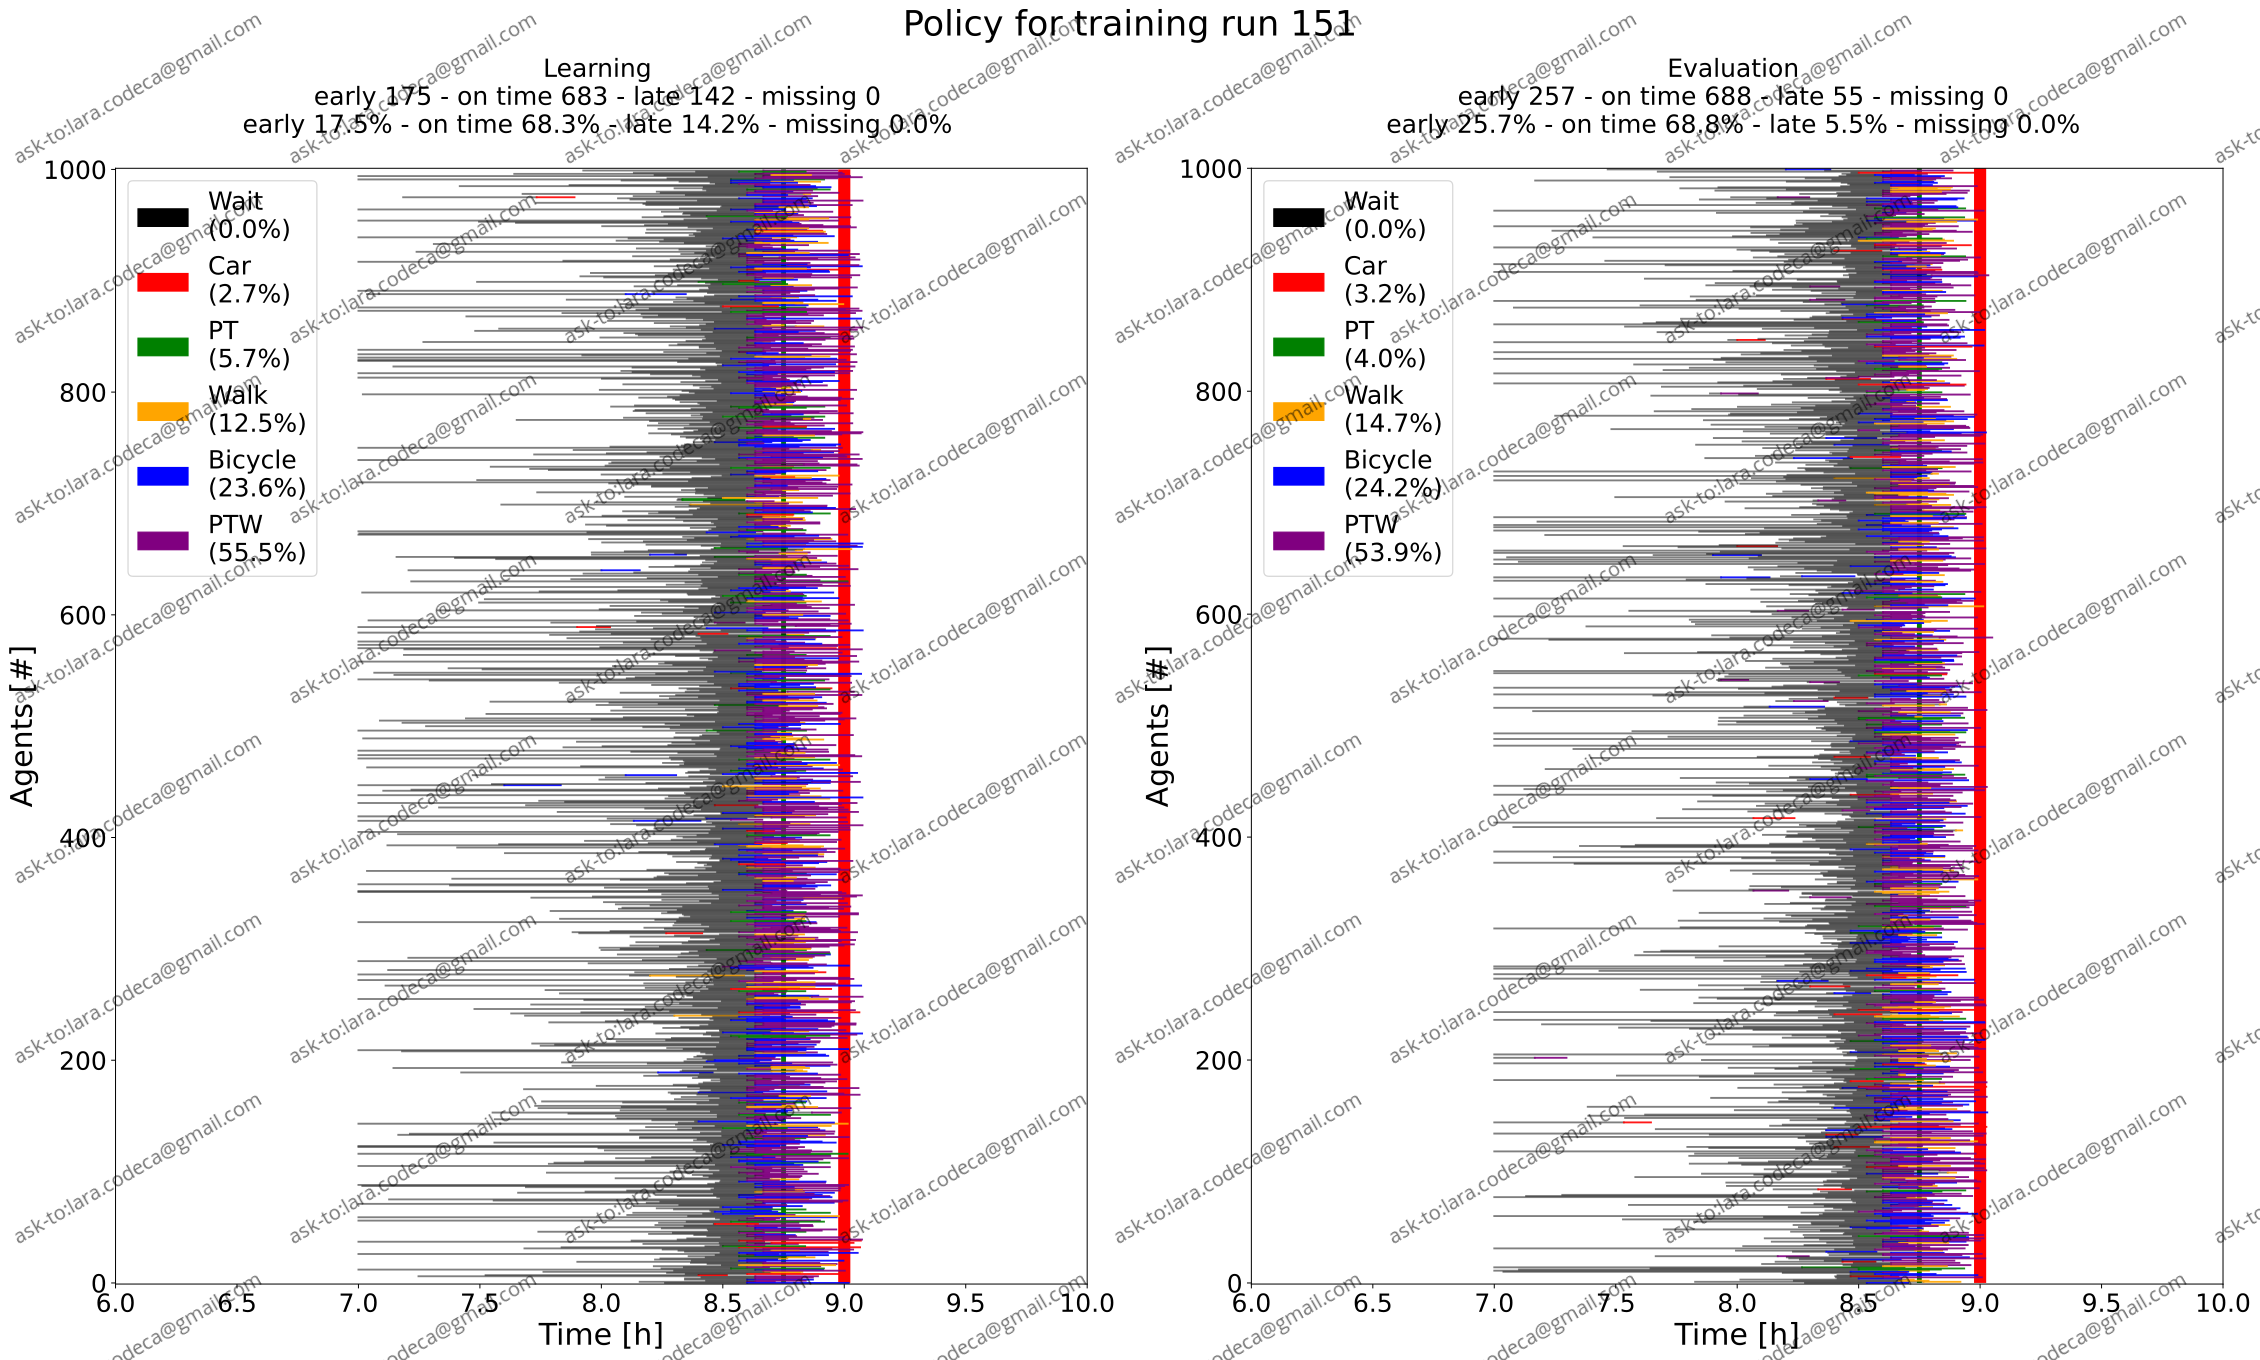 Policy for training run 151
Learning
early 175 - on time 683 - late 142 - missing 0
early 17.5% - on time 68.3% - late 14.2% - missing 0.0%
1000
800
600
400
200
0
Agents [#]
Wait
(0.0%)
Car
(2.7%)
PT
(5.7%)
Walk
(12.5%)
Bicycle
(23.6%)
PTW
(55.5%)
6.0 6.5 7.0 7.5 8.0 8.5 9.0 9.5 10.0
Time [h]
Evaluation
early 257 - on time 688 - late 55 - missing 0
early 25.7% - on time 68.8% - late 5.5% - missing 0.0%
1000
800
600
400
200
0
Agents [#]
Wait
(0.0%)
Car
(3.2%)
PT
(4.0%)
Walk
(14.7%)
Bicycle
(24.2%)
PTW
(53.9%)
6.0 6.5 7.0 7.5 8.0 8.5 9.0 9.5 10.0
Time [h]
ask-to:lara.codeca@gmail.com